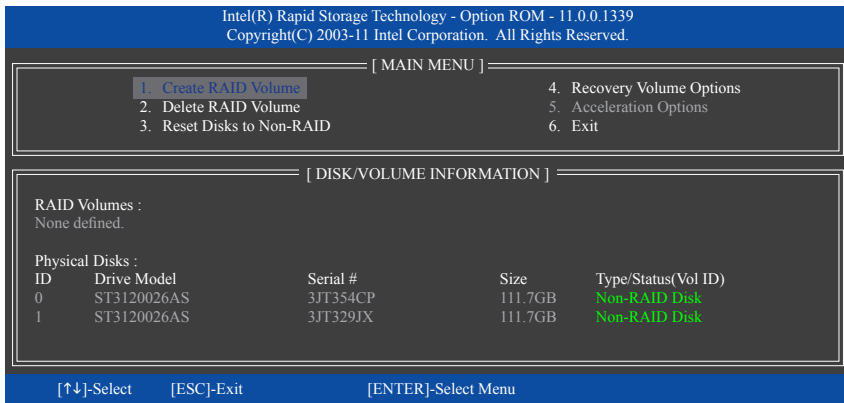 Intel(R) Rapid Storage Technology - Option ROM - 11.0.0.1339
Copyright(C) 2003-11 Intel Corporation. All Rights Reserved.
[ MAIN MENU ]
1. Create RAID Volume
2. Delete RAID Volume
3. Reset Disks to Non-RAID
4. Recovery Volume Options
5. Acceleration Options
6. Exit
[ DISK/VOLUME INFORMATION ]
RAID Volumes :
None defined.
Physical Disks :
ID Drive Model Serial # Size Type/Status(Vol ID)
0 ST3120026AS 3JT354CP 111.7GB Non-RAID Disk
1 ST3120026AS 3JT329JX 111.7GB Non-RAID Disk
[↑↓]-Select [ESC]-Exit [ENTER]-Select Menu